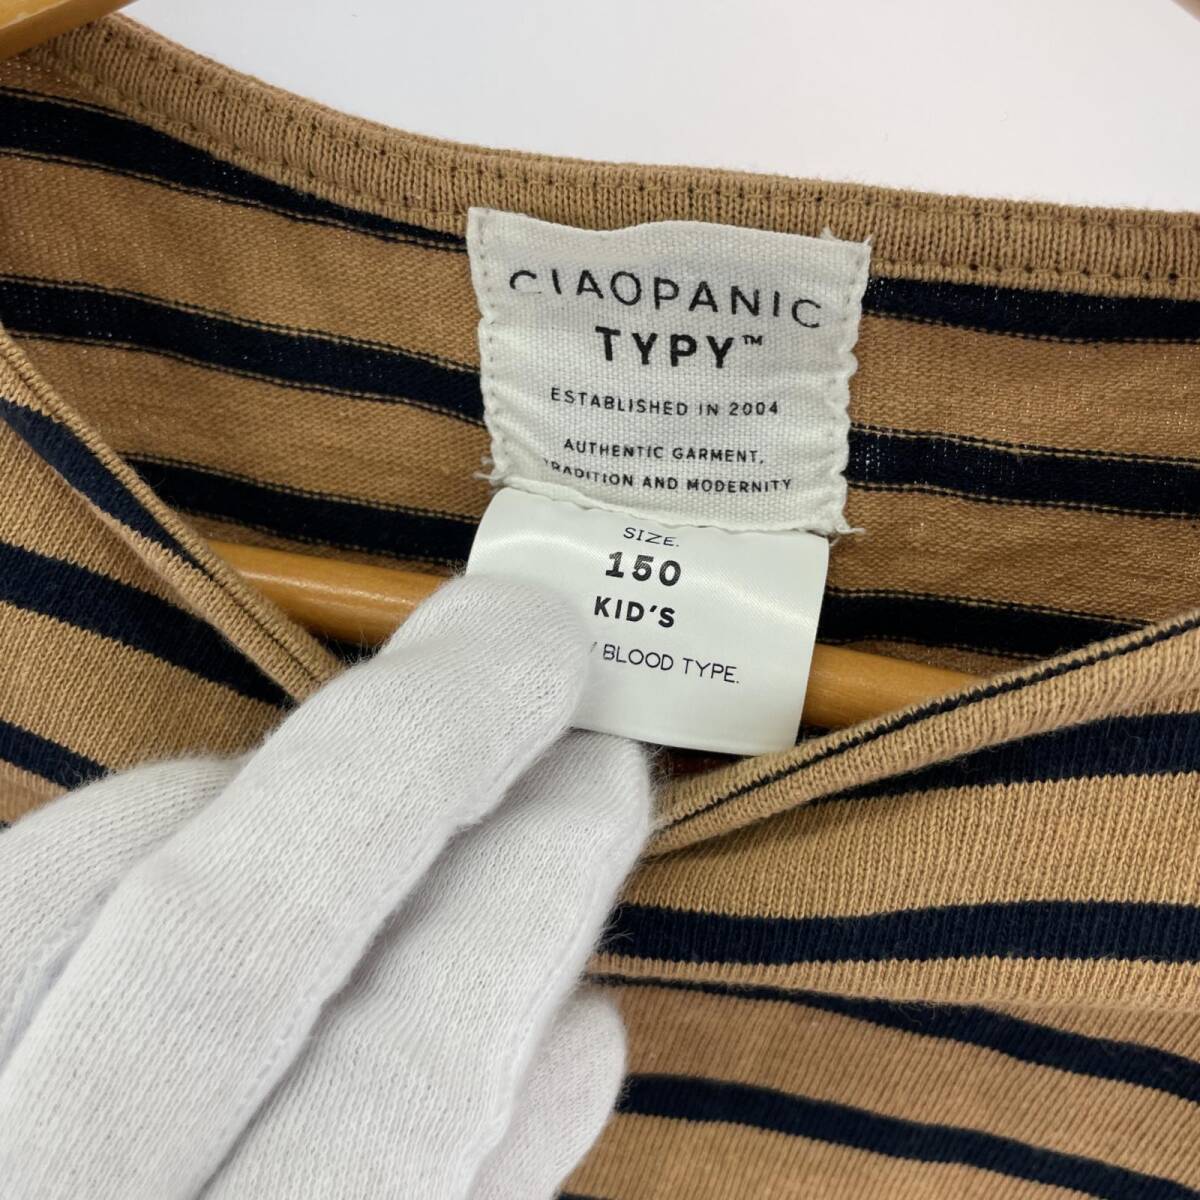 CIAOPANIC
TYPY™
ESTABLISHED IN 2004
AUTHENTIC GARMENT,
TRADITION AND MODERNITY
SIZE.
150
KID'S
BLOOD TYPE.